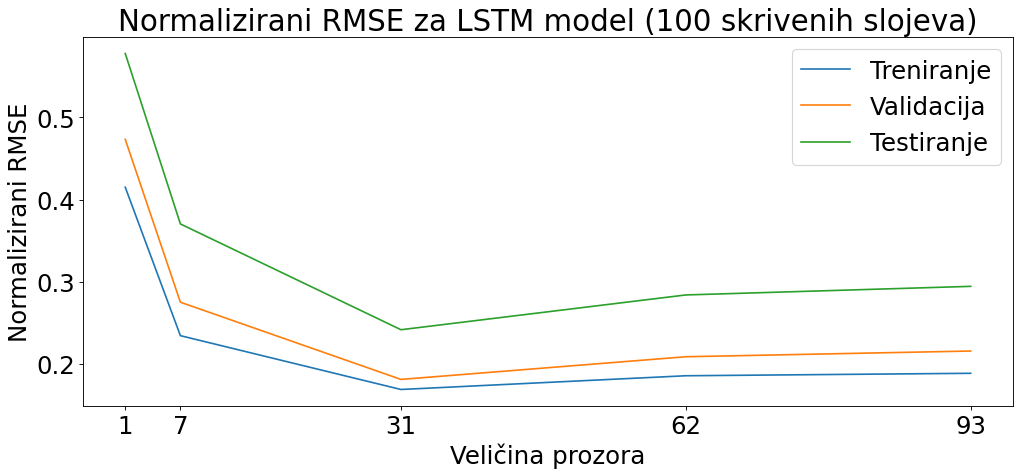 Normalizirani RMSE za LSTM model (100 skrivenih slojeva)
Treniranje
Validacija
Testiranje
Normalizirani RMSE
0.5
0.4
0.3
0.2
1 7 31 62 93
Veličina prozora